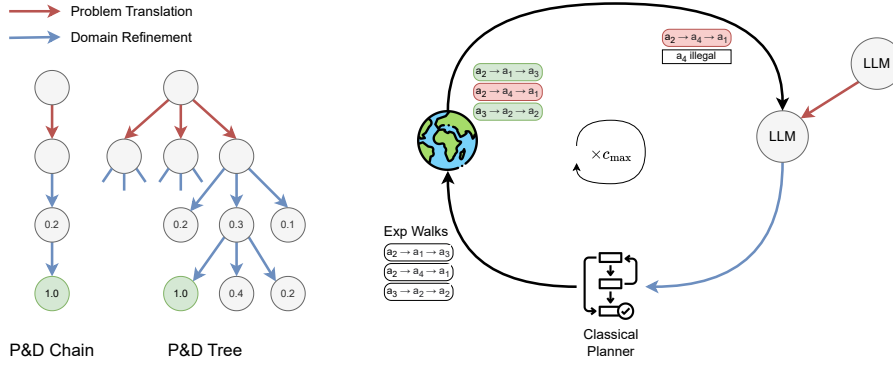 Problem Translation
Domain Refinement
0.2
1.0
P&D Chain
0.2
0.3
0.1
1.0
0.4
0.2
P&D Tree
a₂ → a₁ → a₃
a₂ → a₄ → a₁
a₃ → a₂ → a₂
a₂ → a₄ → a₁
a₄ illegal
LLM
LLM
×c_max
Exp Walks
a₂ → a₁ → a₃
a₂ → a₄ → a₁
a₃ → a₂ → a₂
Classical
Planner